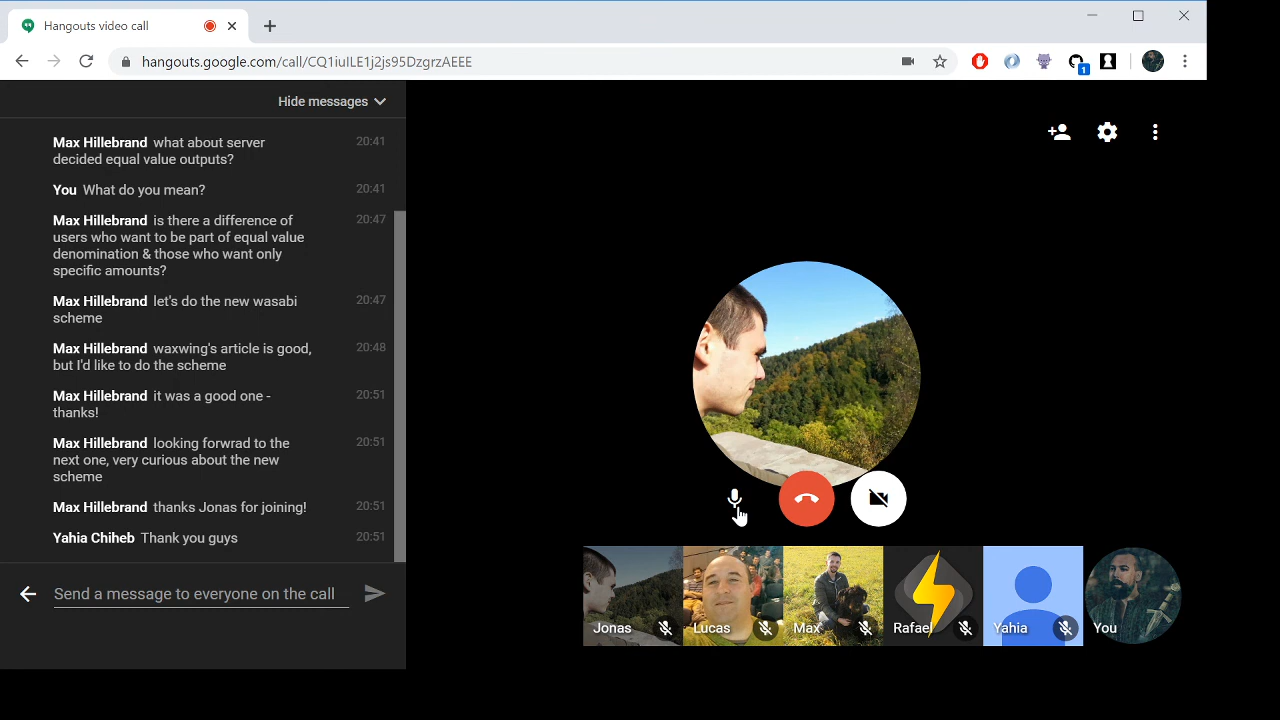 Hangouts video call
hangouts.google.com/call/CQ1iUlLE1j2js95DzgrzAEEE
1
Hide messages
Max Hillebrand what about server 20:41
decided equal value outputs?
You What do you mean? 20:41
Max Hillebrand is there a difference of 20:47
users who want to be part of equal value
denomination & those who want only
specific amounts?
Max Hillebrand let's do the new wasabi 20:47
scheme
Max Hillebrand waxwing's article is good, 20:48
but I'd like to do the scheme
Max Hillebrand it was a good one - 20:51
thanks!
Max Hillebrand looking forwrad to the 20:51
next one, very curious about the new
scheme
Max Hillebrand thanks Jonas for joining! 20:51
Yahia Chiheb Thank you guys 20:51
Send a message to everyone on the call
Jonas Lucas Max Rafael Yahia You